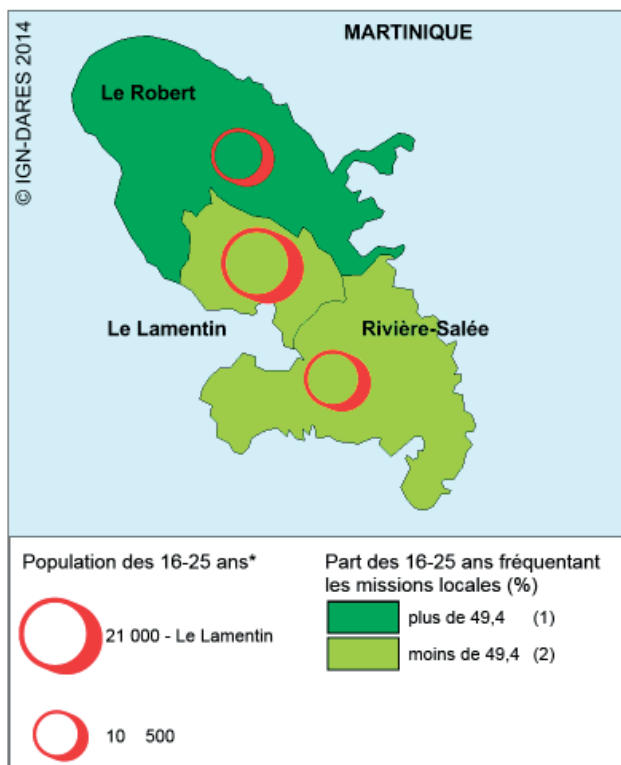 © IGN-DARES 2014
MARTINIQUE
Le Robert
Le Lamentin
Rivière-Salée
Population des 16-25 ans*
21 000 - Le Lamentin
10 500
Part des 16-25 ans fréquentant
les missions locales (%)
plus de 49,4 (1)
moins de 49,4 (2)